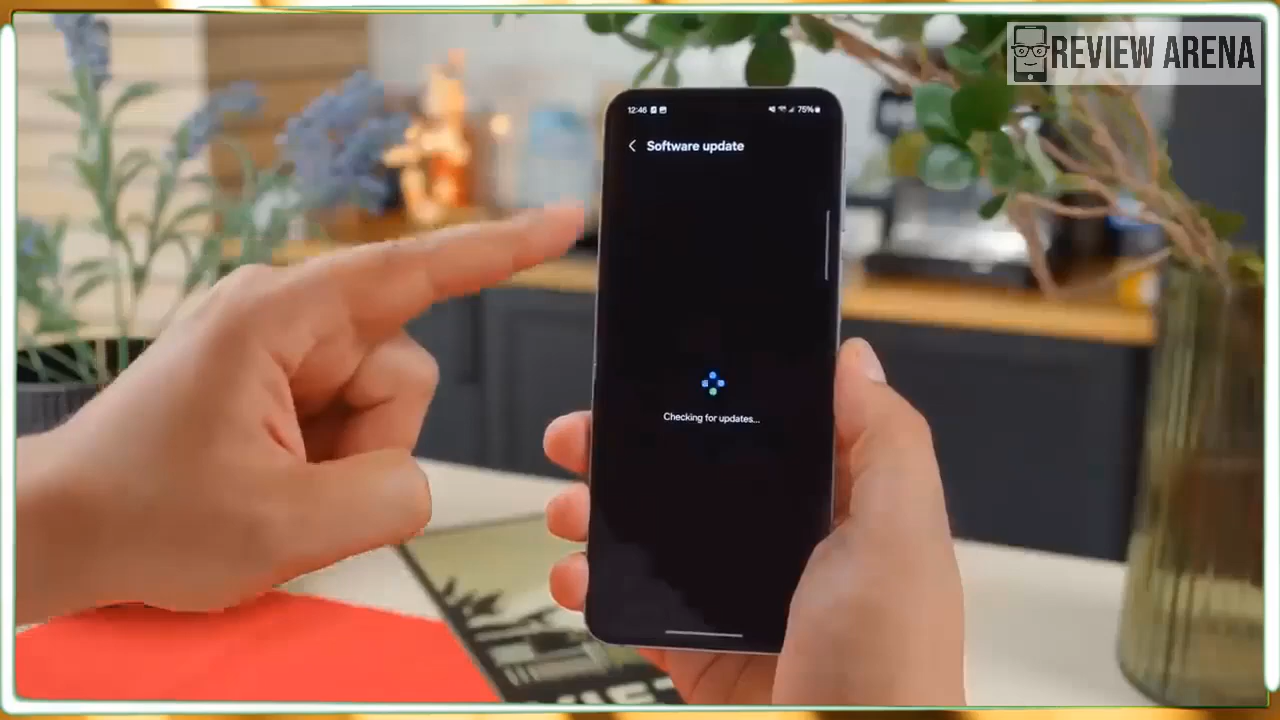 REVIEW ARENA
12:46
75%
Software update
Checking for updates...